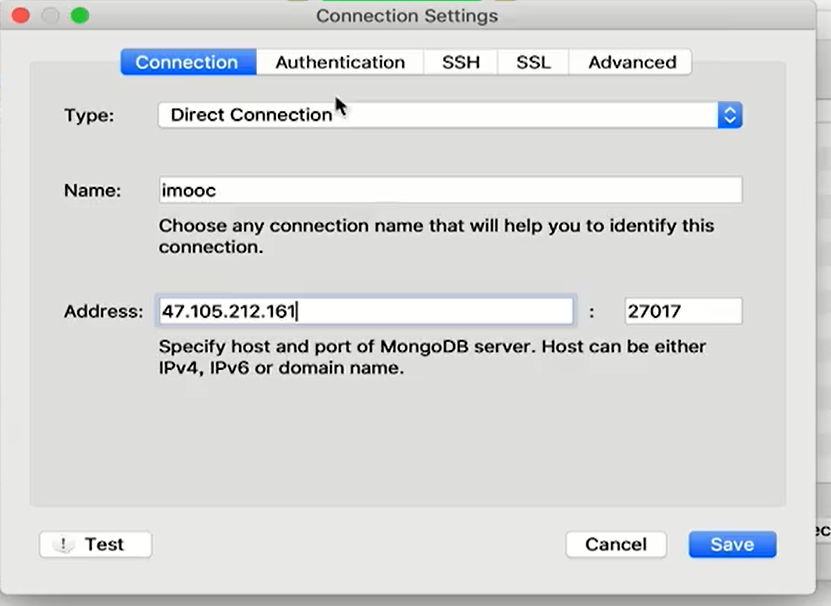 Connection Settings
Connection Authentication SSH SSL Advanced
Type: Direct Connection
Name: imooc
Choose any connection name that will help you to identify this
connection.
Address: 47.105.212.161 : 27017
Specify host and port of MongoDB server. Host can be either
IPv4, IPv6 or domain name.
! Test Cancel Save